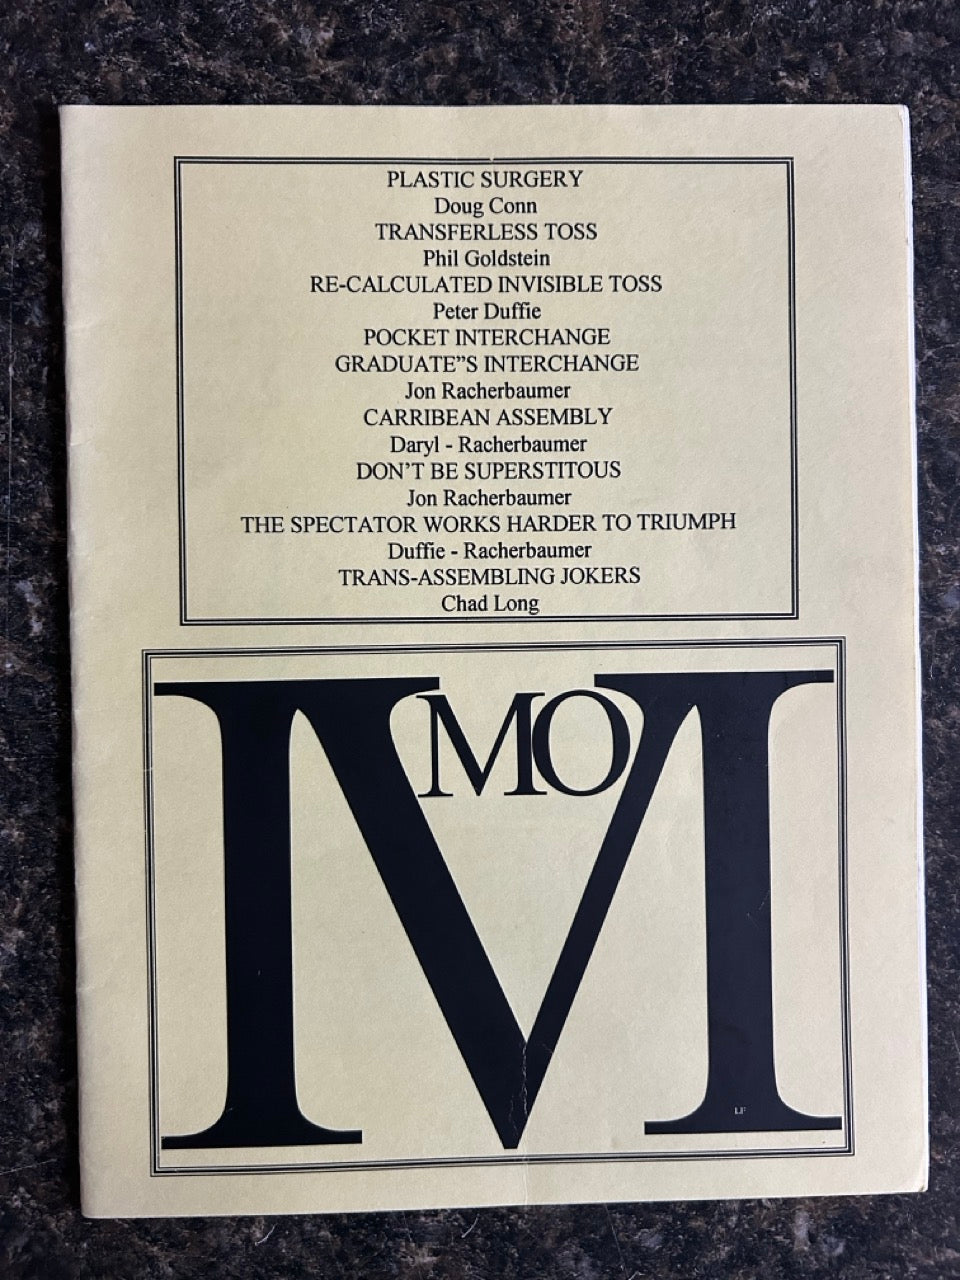 PLASTIC SURGERY
Doug Conn
TRANSFERLESS TOSS
Phil Goldstein
RE-CALCULATED INVISIBLE TOSS
Peter Duffie
POCKET INTERCHANGE
GRADUATE”S INTERCHANGE
Jon Racherbaumer
CARRIBEAN ASSEMBLY
Daryl - Racherbaumer
DON’T BE SUPERSTITOUS
Jon Racherbaumer
THE SPECTATOR WORKS HARDER TO TRIUMPH
Duffie - Racherbaumer
TRANS-ASSEMBLING JOKERS
Chad Long
MO
M
LF